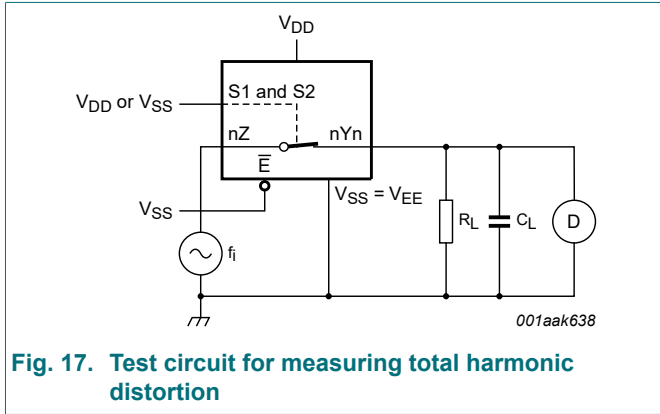 VDD
S1 and S2
VDD or VSS
nZ
nYn
E
VSS = VEE
VSS
RL
CL
D
fi
001aak638
Fig. 17. Test circuit for measuring total harmonic
distortion